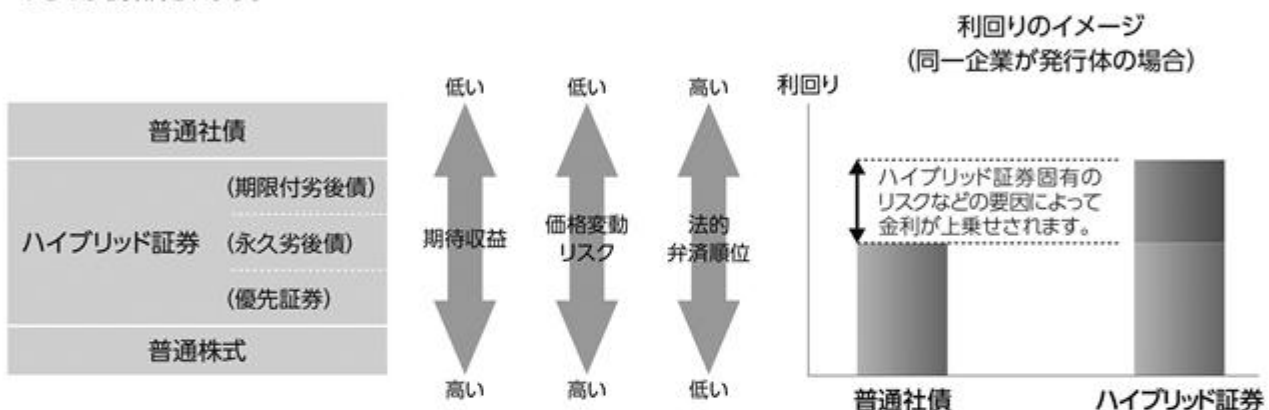 利回りのイメージ
(同一企業が発行体の場合)
低い
低い
高い
利回り
普通社債
ハイブリッド証券
(期限付劣後債)
(永久劣後債)
(優先証券)
普通株式
期待収益
価格変動
リスク
法的
弁済順位
ハイブリッド証券固有の
リスクなどの要因によって
金利が上乗せされます。
高い
高い
低い
普通社債
ハイブリッド証券